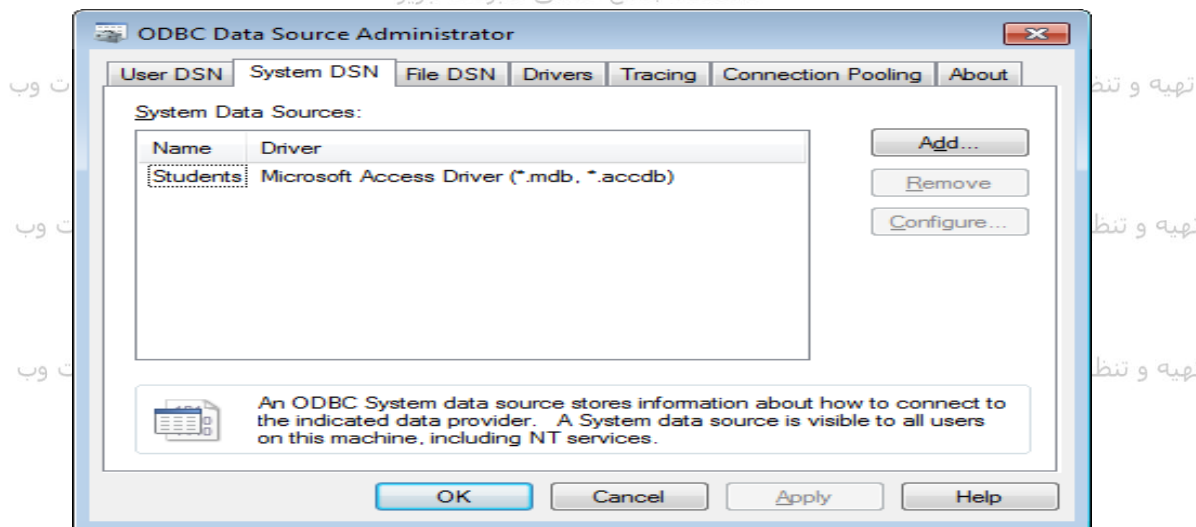 ODBC Data Source Administrator
User DSN System DSN File DSN Drivers Tracing Connection Pooling About
System Data Sources:
Name Driver
Students Microsoft Access Driver (*.mdb, *.accdb)
Add...
Remove
Configure...
An ODBC System data source stores information about how to connect to
the indicated data provider. A System data source is visible to all users
on this machine, including NT services.
OK Cancel Apply Help
تهیه و
وب
تهیه و
وب
تهیه و
وب